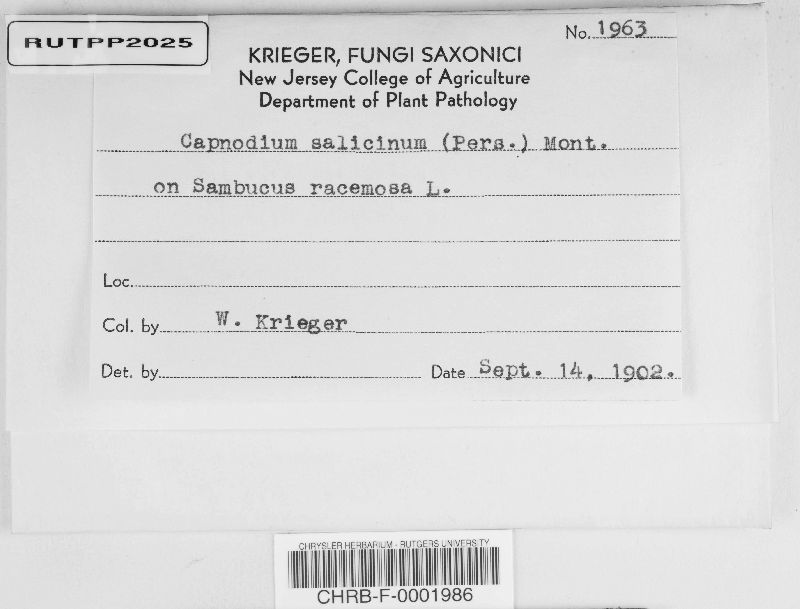 RUTPP2025
No. 1963
KRIEGER, FUNGI SAXONICI
New Jersey College of Agriculture
Department of Plant Pathology
Capnodium salicinum (Pers.) Mont.
on Sambucus racemosa L.
Loc.
Col. by W. Krieger
Det. by Date Sept. 14, 1902.
CHRYSLER HERBARIUM - RUTGERS UNIVERSITY
CHRB-F-0001986